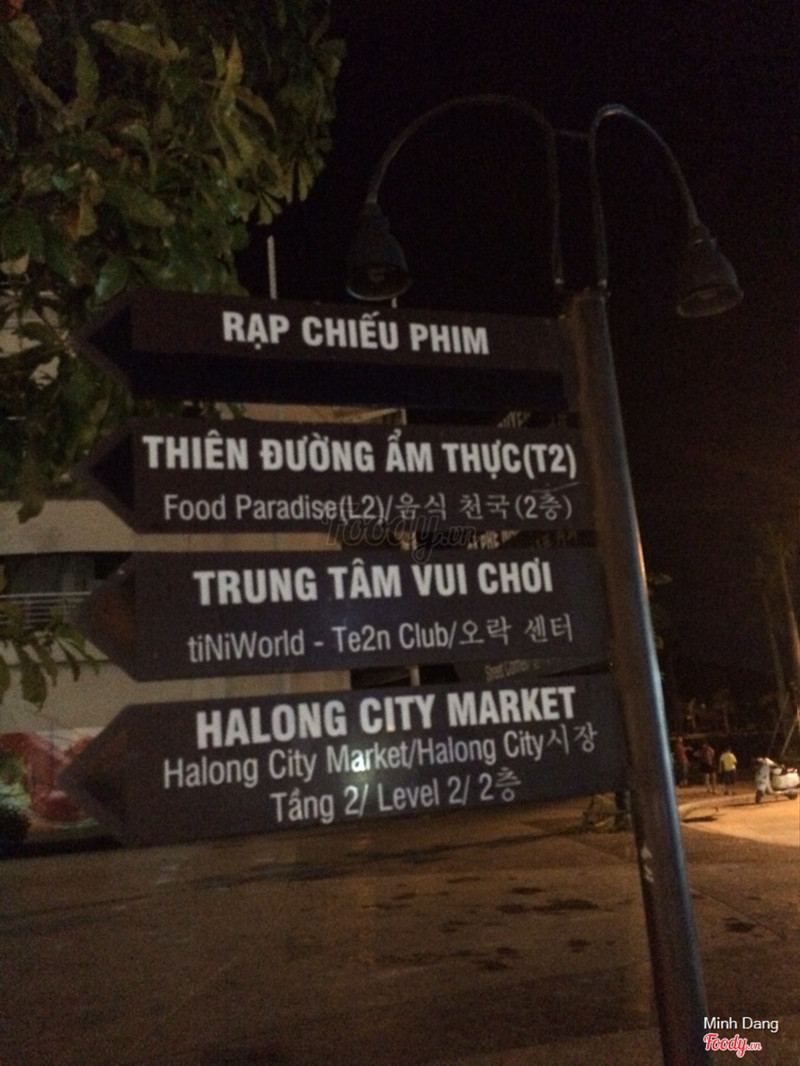 RẠP CHIẾU PHIM
THIÊN ĐƯỜNG ẨM THỰC(T2)
Food Paradise(L2)/음식 천국(2층)
Foody.vn
TRUNG TÂM VUI CHƠI
tiNiWorld - Te2n Club/오락 센터
HALONG CITY MARKET
Halong City Market/Halong City시장
Tầng 2/ Level 2/ 2층
Minh Dang
Foody.vn